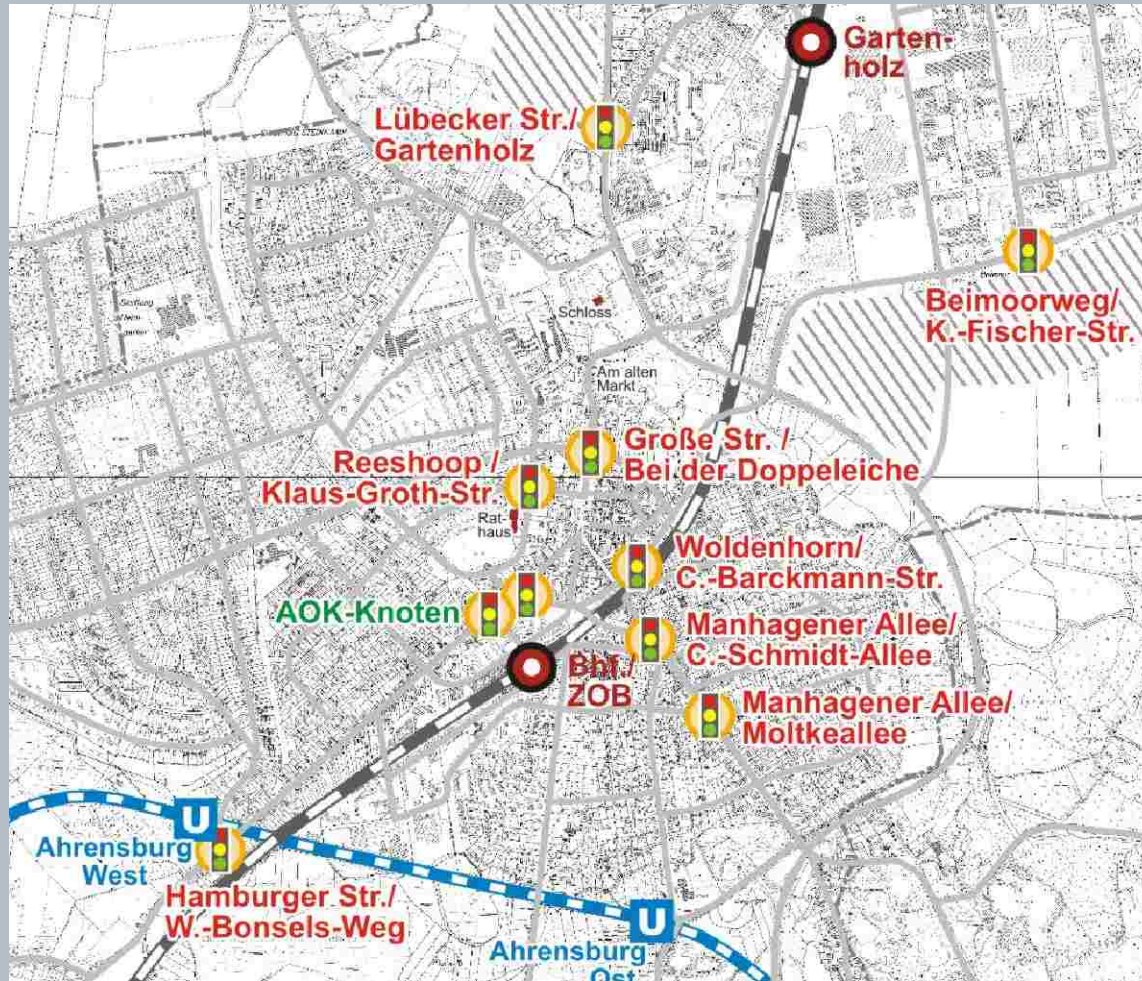 Garten-
holz
Lübecker Str./
Gartenholz
Beimoorweg/
K.-Fischer-Str.
Schloss
Am alten
Markt
Große Str. /
Bei der Doppeleiche
Reeshoop /
Klaus-Groth-Str.
Rat-
haus
Woldenhorn/
C.-Barckmann-Str.
AOK-Knoten
Manhagener Allee/
C.-Schmidt-Allee
Bhf./
ZOB
Manhagener Allee/
Moltkeallee
U
Ahrensburg
West
Hamburger Str./
W.-Bonsels-Weg
U
Ahrensburg
Ost